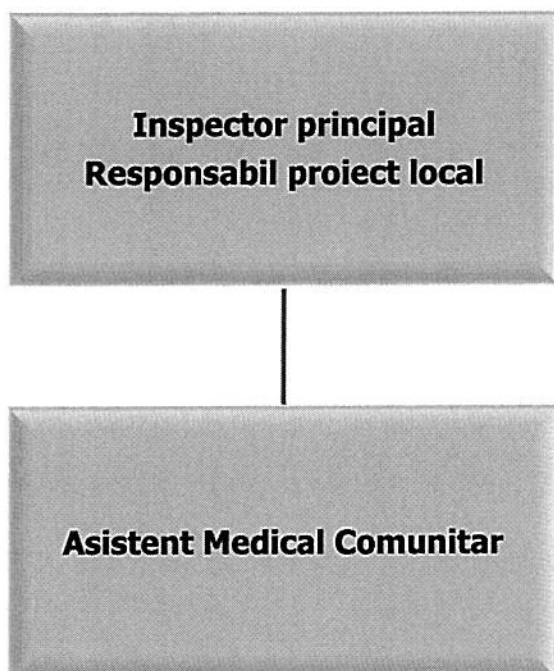 Inspector principal
Responsabil proiect local
Asistent Medical Comunitar